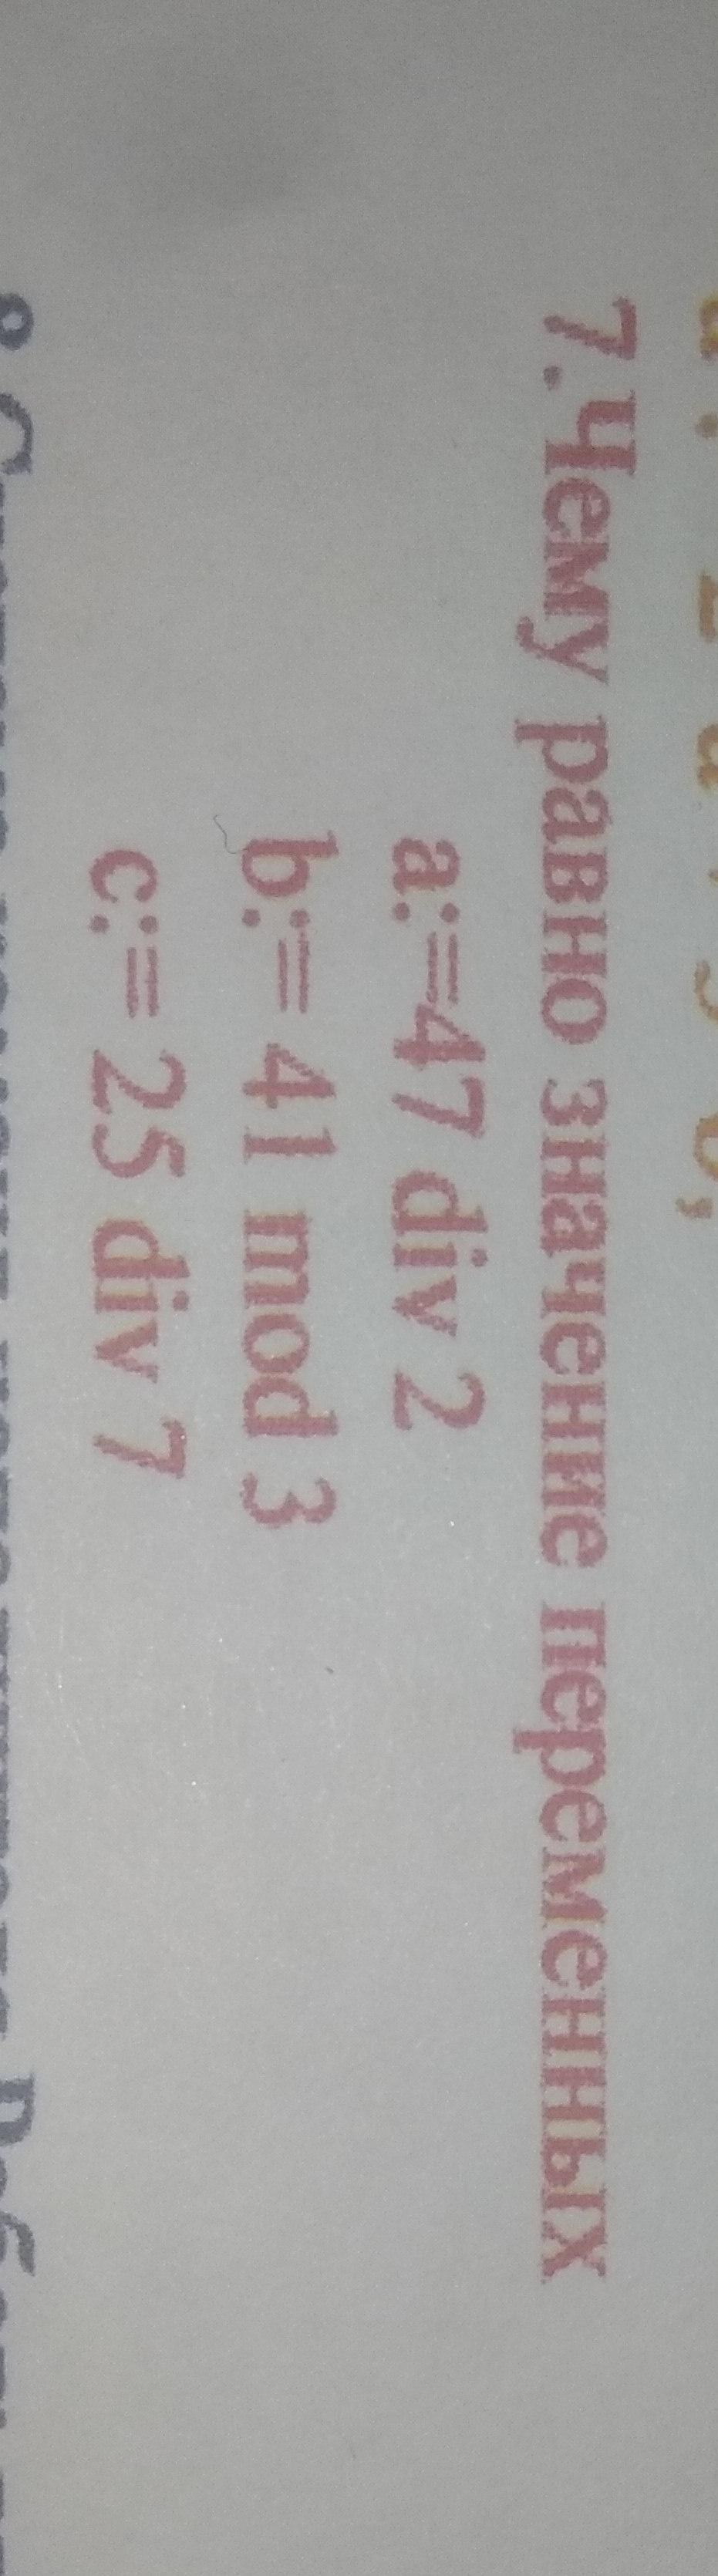 7.Чему равно значение переменных
a:=47 div 2
b:= 41 mod 3
c:= 25 div 7